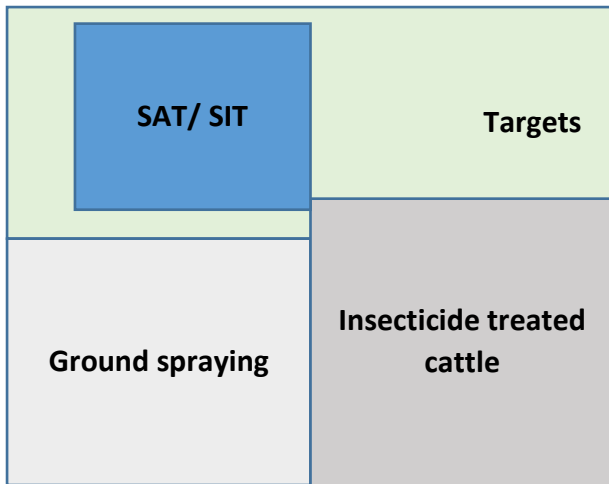 SAT/ SIT
Targets
Ground spraying
Insecticide treated
cattle